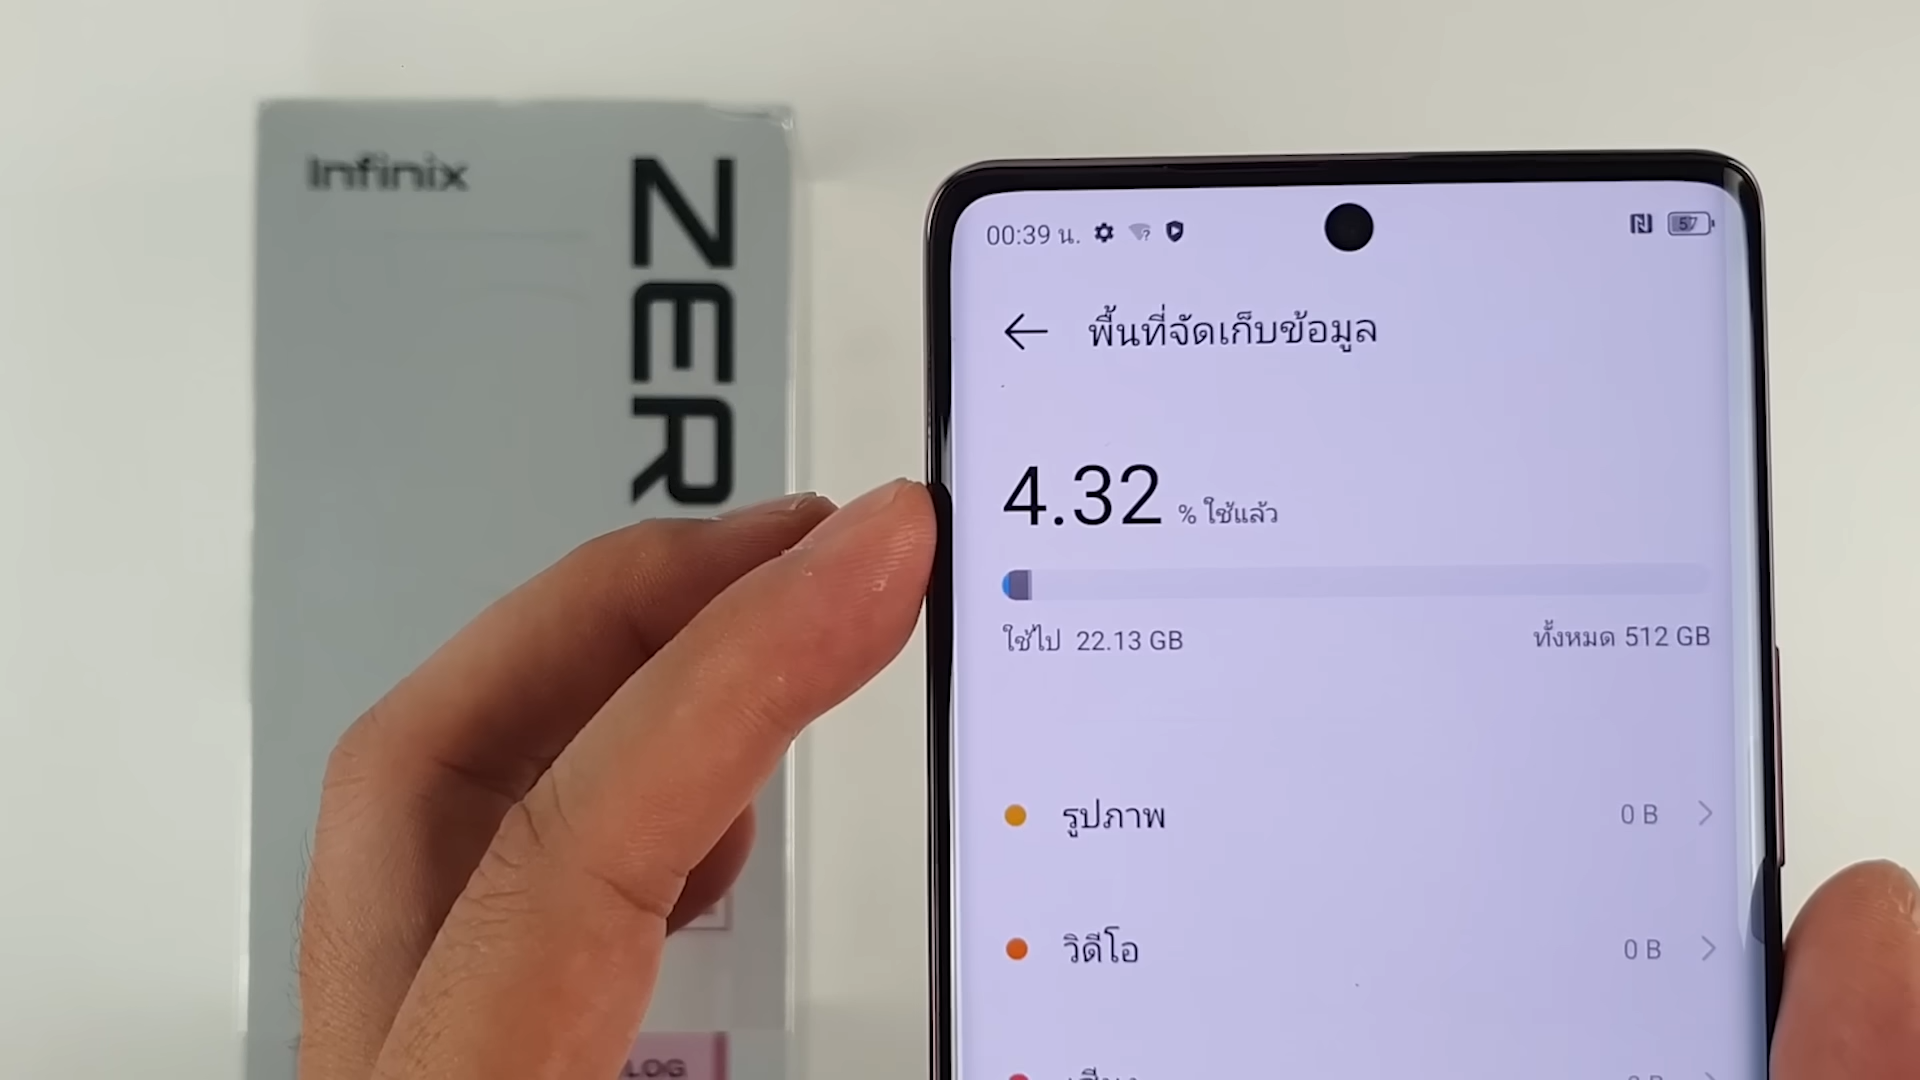 Infinix
ZER
00:39 น.
57
พื้นที่จัดเก็บข้อมูล
4.32 % ใช้แล้ว
ใช้ไป 22.13 GB
ทั้งหมด 512 GB
รูปภาพ 0 B
วิดีโอ 0 B
LOG